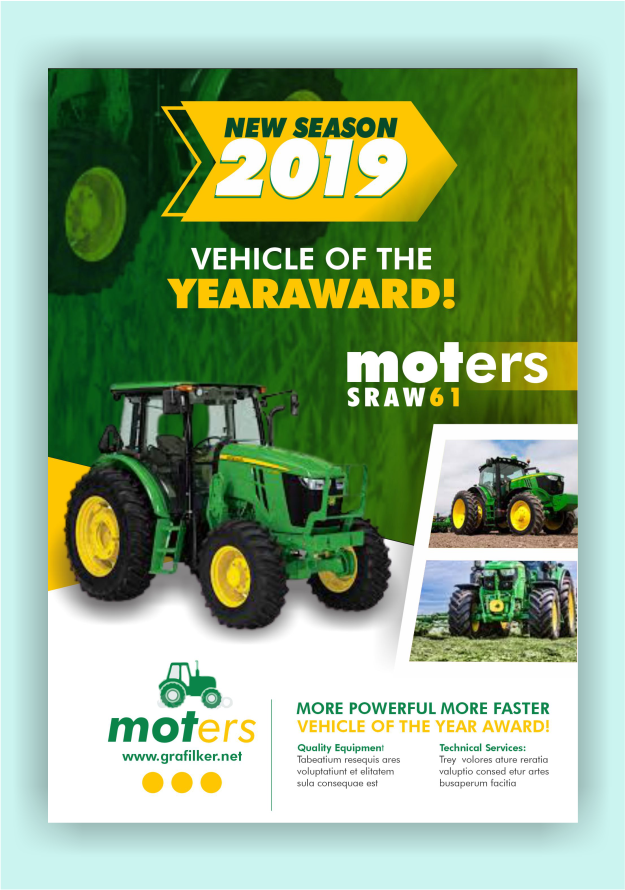 NEW SEASON
2019
VEHICLE OF THE
YEARAWARD!
moters
SRAW61
moters
www.grafilker.net
MORE POWERFUL MORE FASTER
VEHICLE OF THE YEAR AWARD!
Quality Equipment
Tabeatium resequis ares
voluptatiunt et elitatem
sula consequae est
Technical Services:
Trey volores ature reratia
valuptio consed etur artes
busaperum facitia